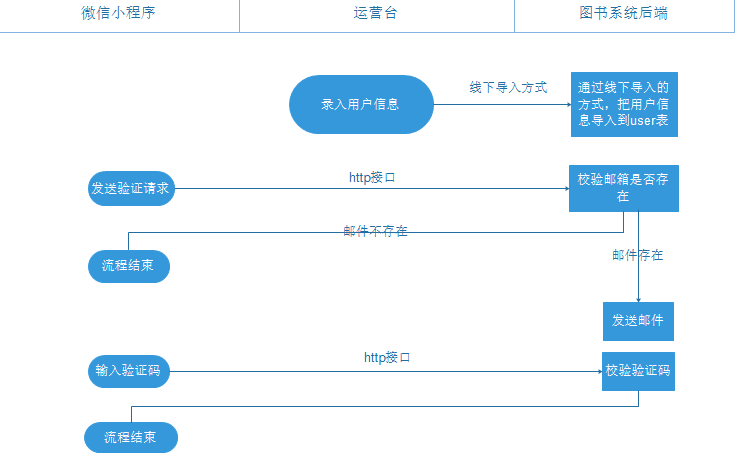 微信小程序
运营台
图书系统后端
录入用户信息
线下导入方式
通过线下导入的
方式，把用户信
息导入到user表
发送验证请求
http接口
校验邮箱是否存
在
邮件不存在
流程结束
邮件存在
发送邮件
输入验证码
http接口
校验验证码
流程结束